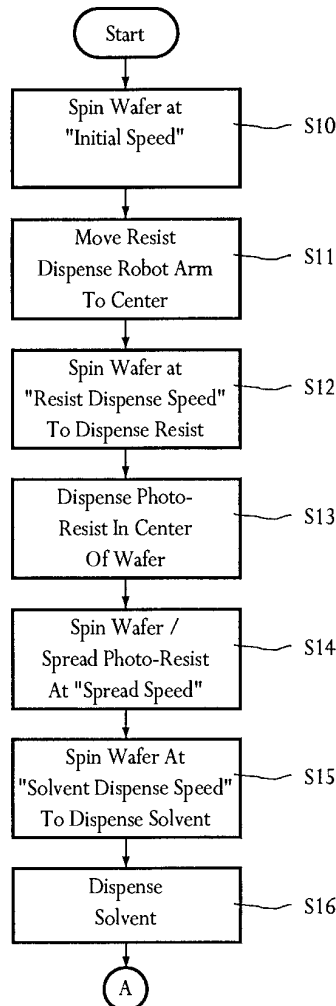 Start
Spin Wafer at
"Initial Speed"
S10
Move Resist
Dispense Robot Arm
To Center
S11
Spin Wafer at
"Resist Dispense Speed"
To Dispense Resist
S12
Dispense Photo-
Resist In Center
Of Wafer
S13
Spin Wafer /
Spread Photo-Resist
At "Spread Speed"
S14
Spin Wafer At
"Solvent Dispense Speed"
To Dispense Solvent
S15
Dispense
Solvent
S16
A